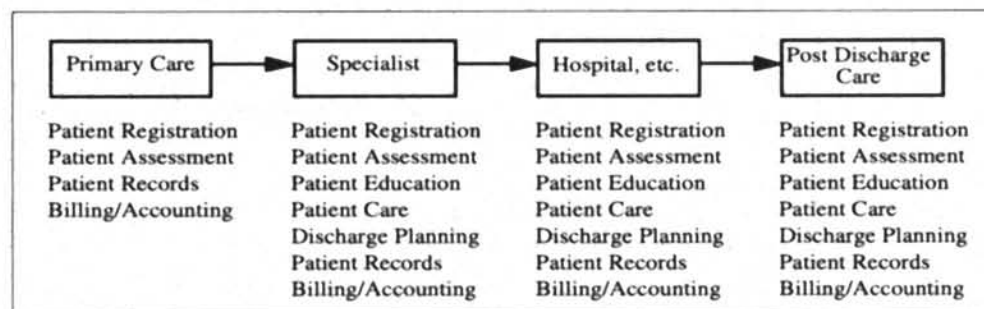 Primary Care
Specialist
Hospital, etc.
Post Discharge
Care
Patient Registration
Patient Assessment
Patient Records
Billing/Accounting
Patient Registration
Patient Assessment
Patient Education
Patient Care
Discharge Planning
Patient Records
Billing/Accounting
Patient Registration
Patient Assessment
Patient Education
Patient Care
Discharge Planning
Patient Records
Billing/Accounting
Patient Registration
Patient Assessment
Patient Education
Patient Care
Discharge Planning
Patient Records
Billing/Accounting